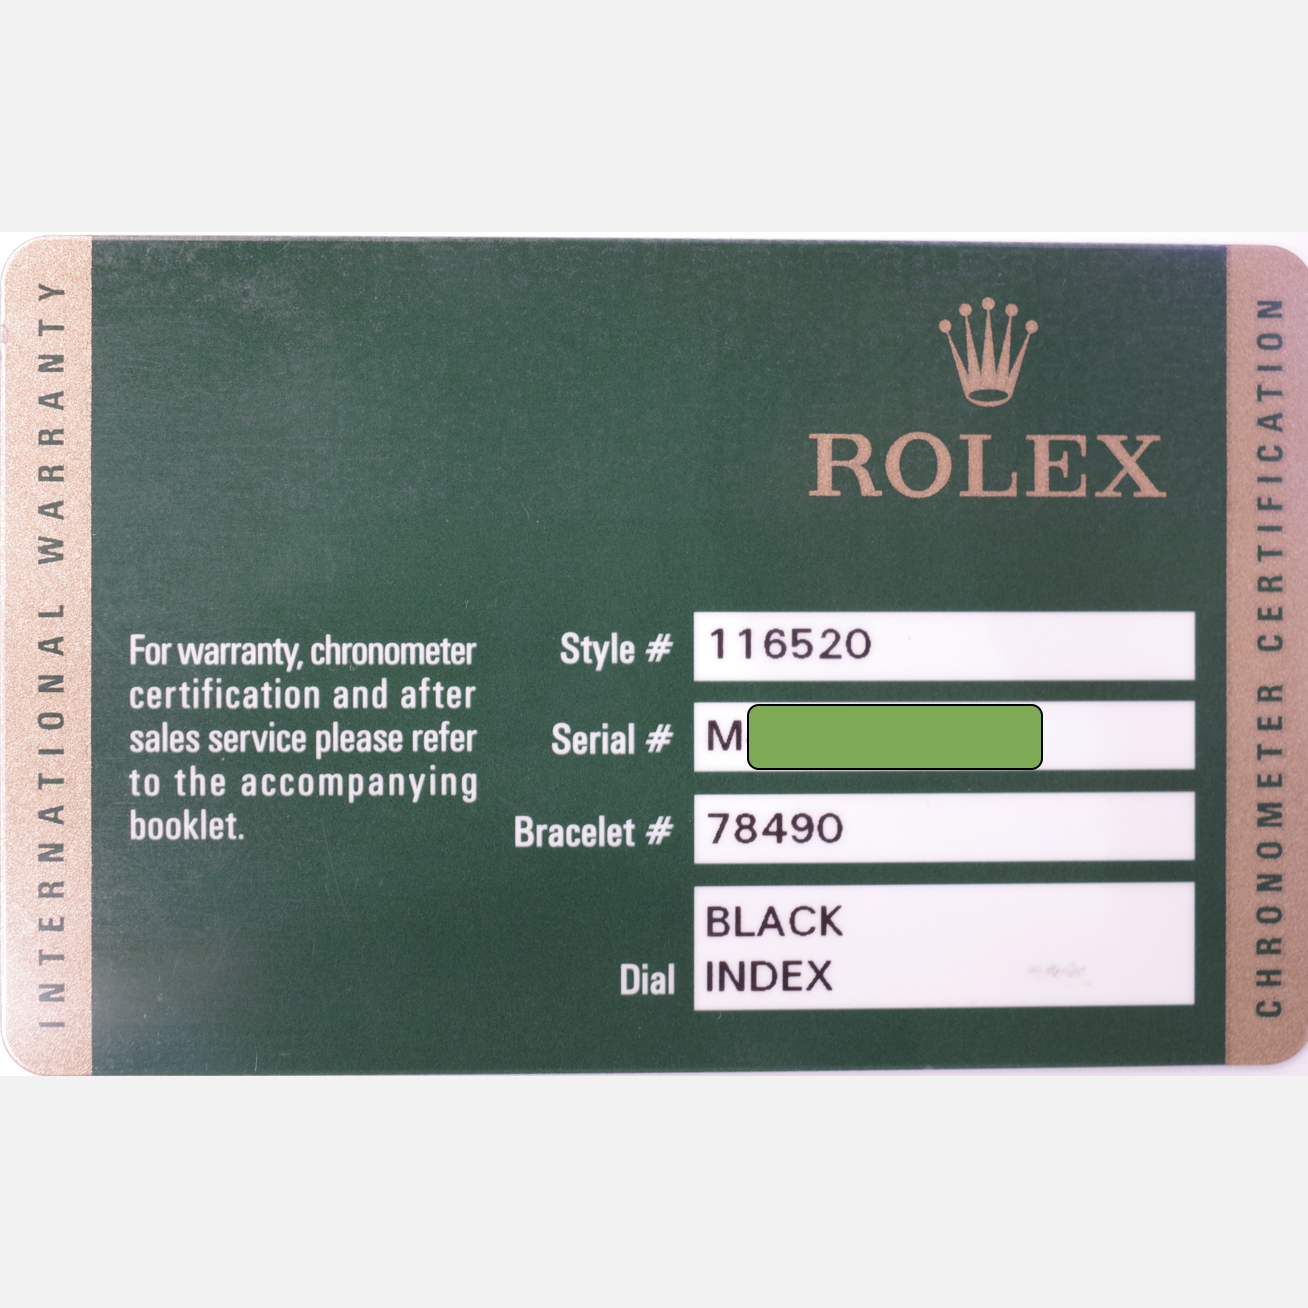 INTERNATIONAL WARRANTY
ROLEX
For warranty, chronometer
certification and after
sales service please refer
to the accompanying
booklet.
Style # 116520
Serial # M
Bracelet # 78490
Dial BLACK
INDEX
CHRONOMETER CERTIFICATION